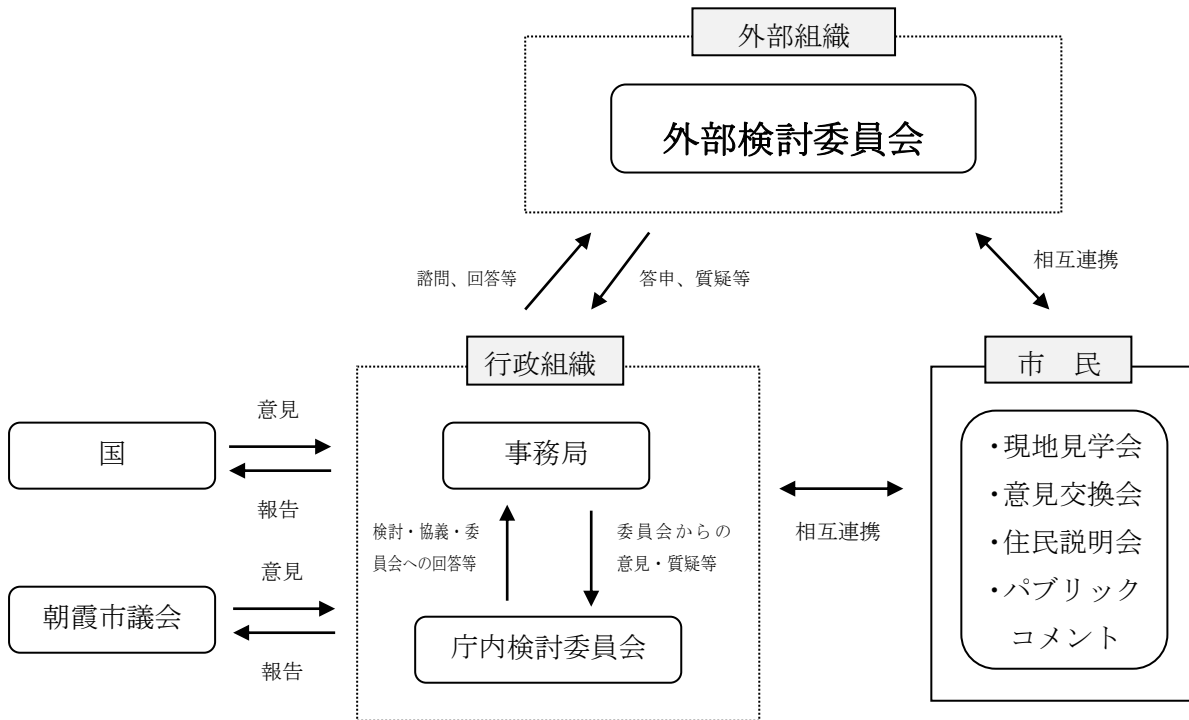 外部組織
外部検討委員会
諮問、回答等
答申、質疑等
相互連携
行政組織
市　民
意見
国
報告
事務局
検討・協議・委
員会への回答等
委員会からの
意見・質疑等
相互連携
・現地見学会
・意見交換会
・住民説明会
・パブリック
コメント
意見
朝霞市議会
報告
庁内検討委員会